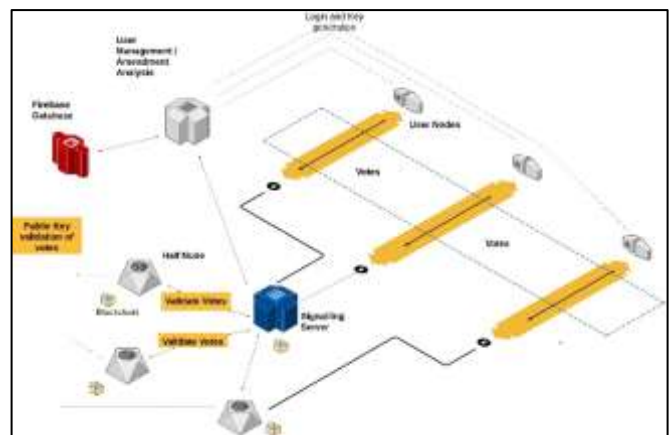 Login and Key
generation
User
Management /
Amendment
Analysis
Firebase
Database
User Nodes
Votes
Votes
Public Key
validation of
votes
Half Node
Blockchain
Validate Votes
Signalling
Server
Validate Votes